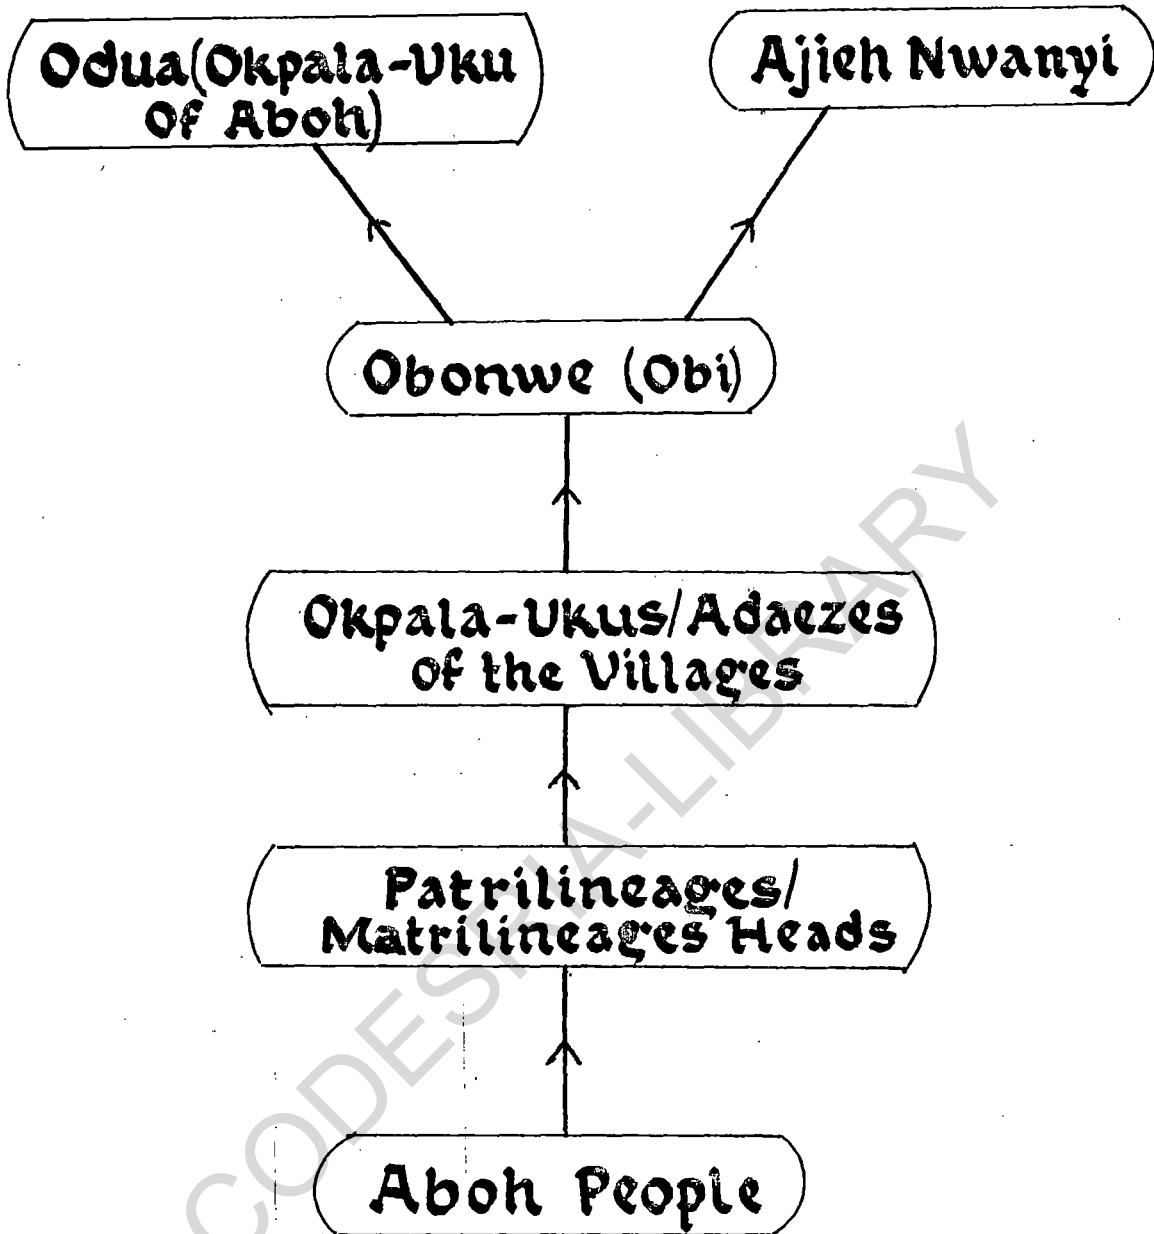 Odua(Okpala-Uku
of Aboh)
Ajieh Nwanyi
Obonwe (Obi)
Okpala-Ukus/Adaezes
of the Villages
Patrilineages/
Matrilineages Heads
Aboh People
CODESRIA-LIBRARY